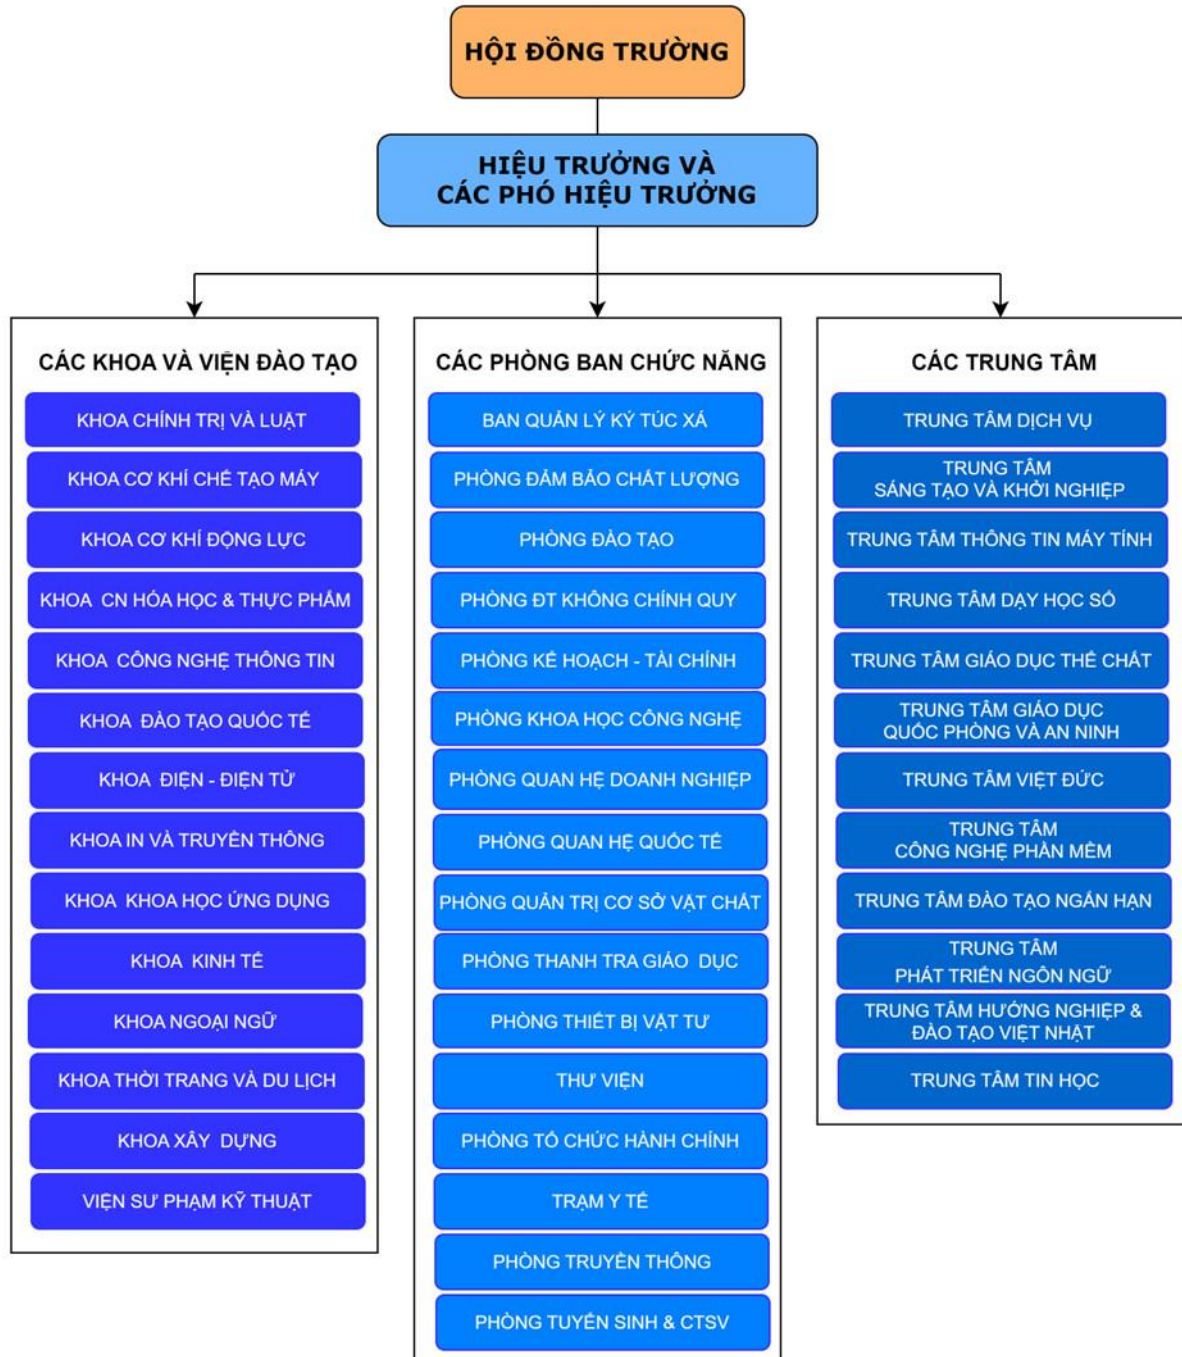 HỘI ĐỒNG TRƯỜNG
HIỆU TRƯỞNG VÀ
CÁC PHÓ HIỆU TRƯỞNG
CÁC KHOA VÀ VIỆN ĐÀO TẠO
KHOA CHÍNH TRỊ VÀ LUẬT
KHOA CƠ KHÍ CHẾ TẠO MÁY
KHOA CƠ KHÍ ĐỘNG LỰC
KHOA CN HÓA HỌC & THỰC PHẨM
KHOA CÔNG NGHỆ THÔNG TIN
KHOA ĐÀO TẠO QUỐC TẾ
KHOA ĐIỆN - ĐIỆN TỬ
KHOA IN VÀ TRUYỀN THÔNG
KHOA KHOA HỌC ỨNG DỤNG
KHOA KINH TẾ
KHOA NGOẠI NGỮ
KHOA THỜI TRANG VÀ DU LỊCH
KHOA XÂY DỰNG
VIỆN SƯ PHẠM KỸ THUẬT
CÁC PHÒNG BAN CHỨC NĂNG
BAN QUẢN LÝ KÝ TÚC XÁ
PHÒNG ĐẢM BẢO CHẤT LƯỢNG
PHÒNG ĐÀO TẠO
PHÒNG ĐT KHÔNG CHÍNH QUY
PHÒNG KẾ HOẠCH - TÀI CHÍNH
PHÒNG KHOA HỌC CÔNG NGHỆ
PHÒNG QUAN HỆ DOANH NGHIỆP
PHÒNG QUAN HỆ QUỐC TẾ
PHÒNG QUẢN TRỊ CƠ SỞ VẬT CHẤT
PHÒNG THANH TRA GIÁO DỤC
PHÒNG THIẾT BỊ VẬT TƯ
THƯ VIỆN
PHÒNG TỔ CHỨC HÀNH CHÍNH
TRẠM Y TẾ
PHÒNG TRUYỀN THÔNG
PHÒNG TUYỂN SINH & CTSV
CÁC TRUNG TÂM
TRUNG TÂM DỊCH VỤ
TRUNG TÂM
SÁNG TẠO VÀ KHỞI NGHIỆP
TRUNG TÂM THÔNG TIN MÁY TÍNH
TRUNG TÂM DẠY HỌC SỐ
TRUNG TÂM GIÁO DỤC THỂ CHẤT
TRUNG TÂM GIÁO DỤC
QUỐC PHÒNG VÀ AN NINH
TRUNG TÂM VIỆT ĐỨC
TRUNG TÂM
CÔNG NGHỆ PHẦN MỀM
TRUNG TÂM ĐÀO TẠO NGẮN HẠN
TRUNG TÂM
PHÁT TRIỂN NGÔN NGỮ
TRUNG TÂM HƯỚNG NGHIỆP &
ĐÀO TẠO VIỆT NHẬT
TRUNG TÂM TIN HỌC